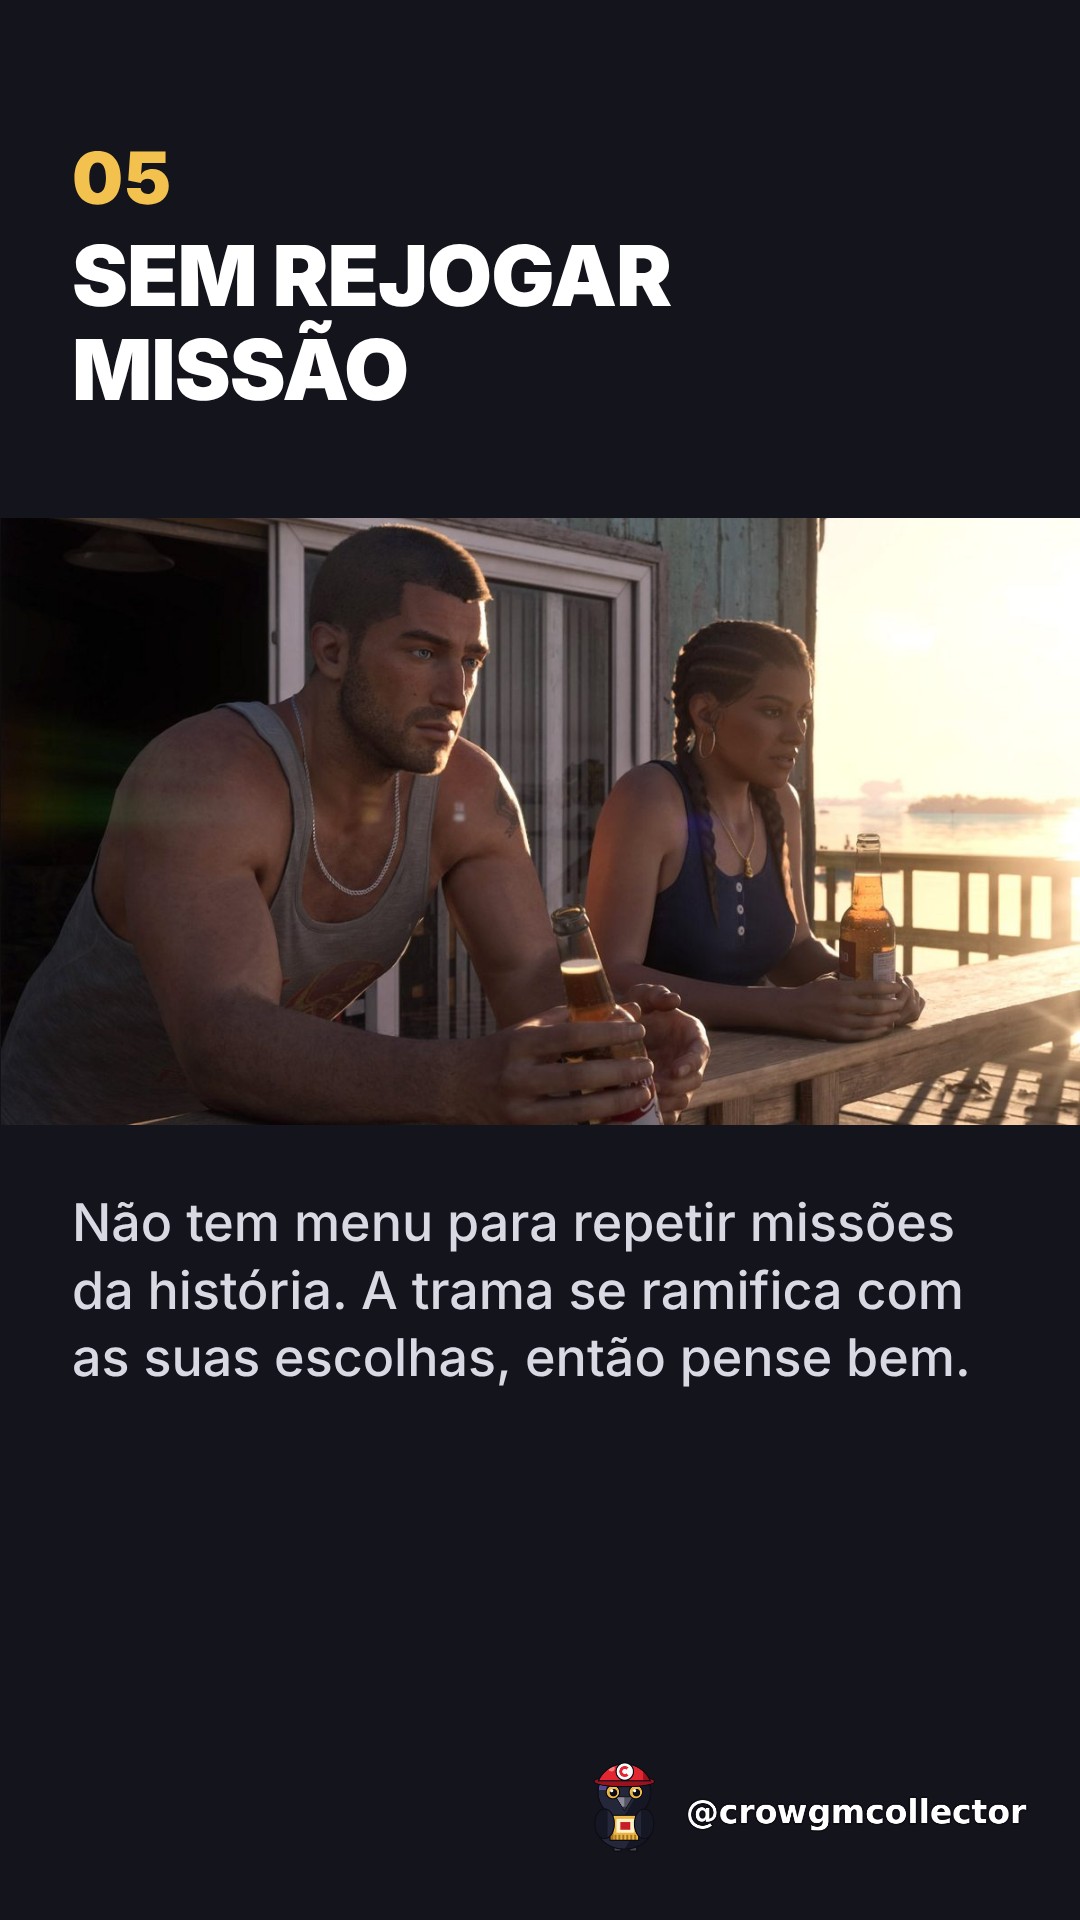 05
SEM REJOGAR
MISSÃO
Não tem menu para repetir missões
da história. A trama se ramifica com
as suas escolhas, então pense bem.
C
@crowgmcollector